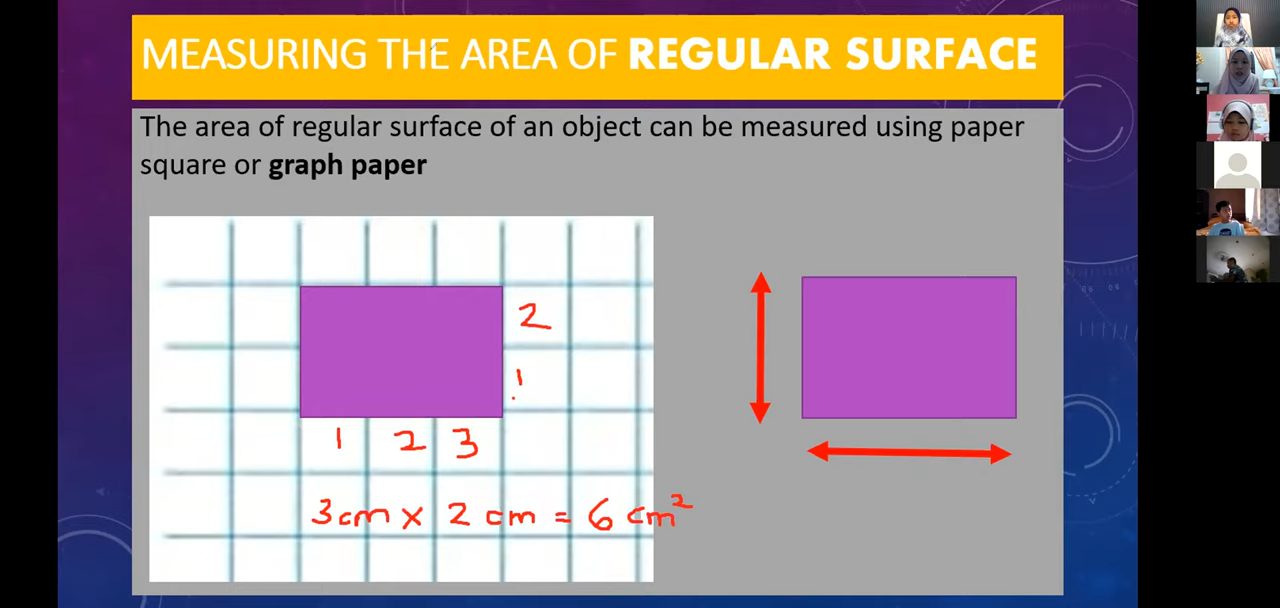 MEASURING THE AREA OF REGULAR SURFACE
The area of regular surface of an object can be measured using paper
square or graph paper
2
1
1 2 3
3cm x 2 cm = 6 cm²